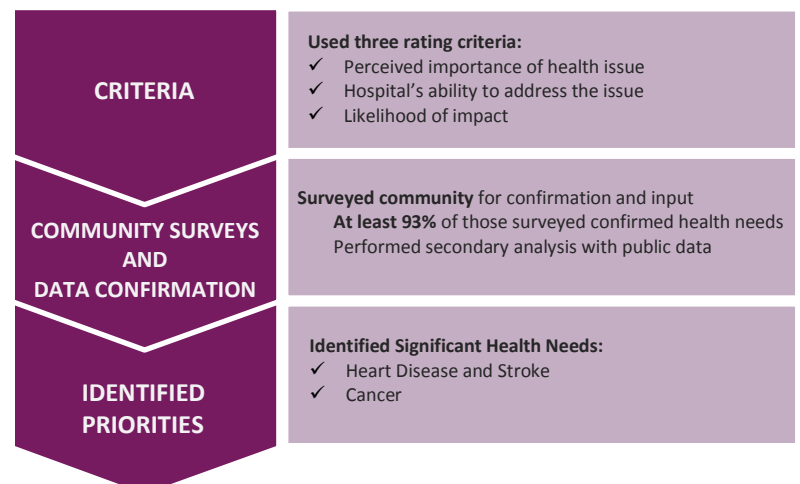 CRITERIA
Used three rating criteria:
✓ Perceived importance of health issue
✓ Hospital's ability to address the issue
✓ Likelihood of impact
COMMUNITY SURVEYS
AND
DATA CONFIRMATION
Surveyed community for confirmation and input
At least 93% of those surveyed confirmed health needs
Performed secondary analysis with public data
IDENTIFIED
PRIORITIES
Identified Significant Health Needs:
✓ Heart Disease and Stroke
✓ Cancer